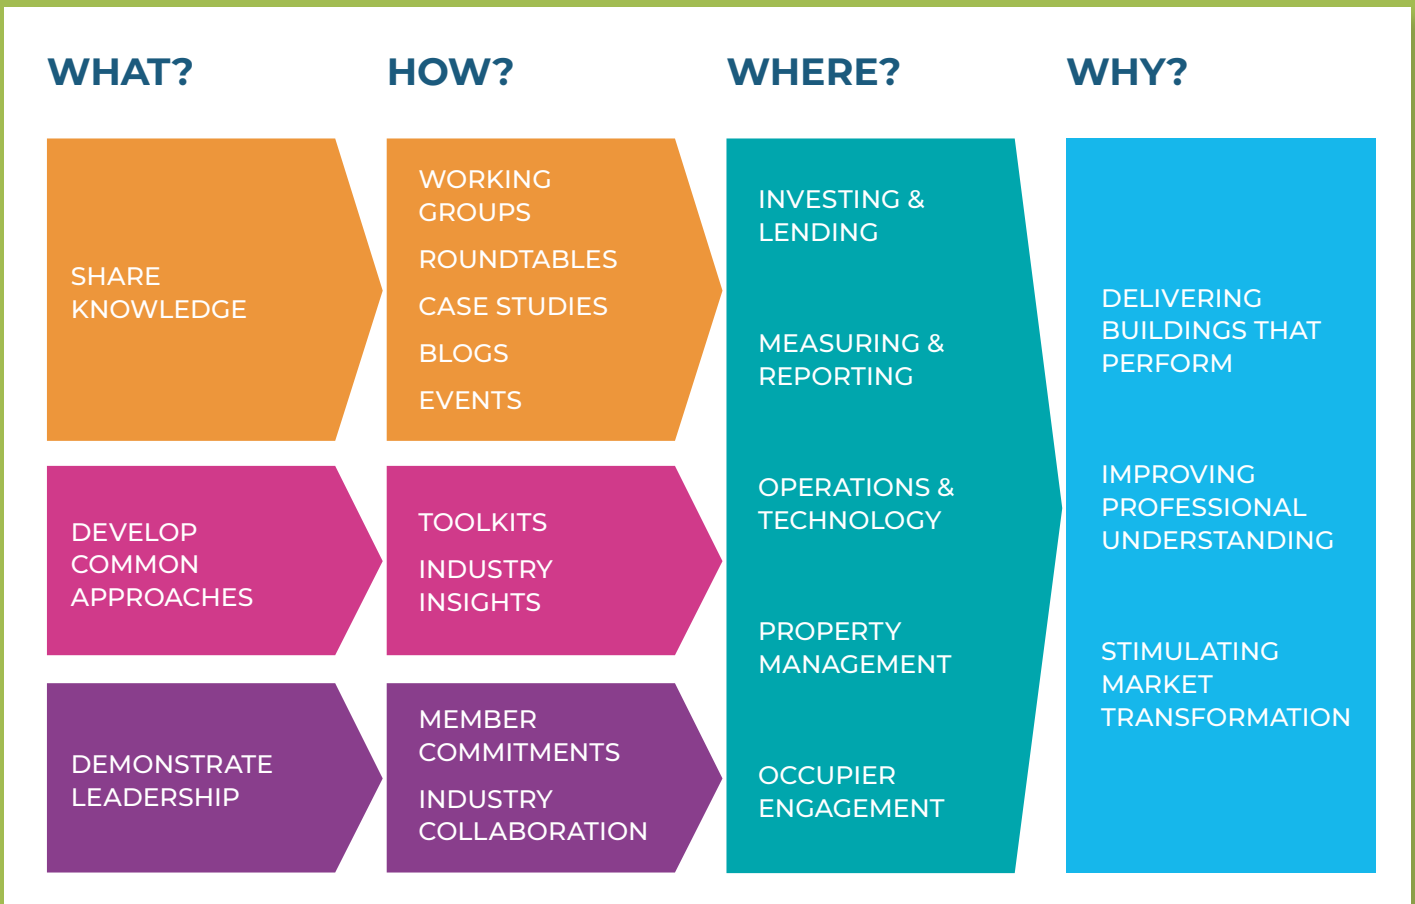 WHAT?
HOW?
WHERE?
WHY?
SHARE
KNOWLEDGE
WORKING
GROUPS
ROUNDTABLES
CASE STUDIES
BLOGS
EVENTS
DEVELOP
COMMON
APPROACHES
TOOLKITS
INDUSTRY
INSIGHTS
DEMONSTRATE
LEADERSHIP
MEMBER
COMMITMENTS
INDUSTRY
COLLABORATION
INVESTING &
LENDING
MEASURING &
REPORTING
OPERATIONS &
TECHNOLOGY
PROPERTY
MANAGEMENT
OCCUPIER
ENGAGEMENT
DELIVERING
BUILDINGS THAT
PERFORM
IMPROVING
PROFESSIONAL
UNDERSTANDING
STIMULATING
MARKET
TRANSFORMATION